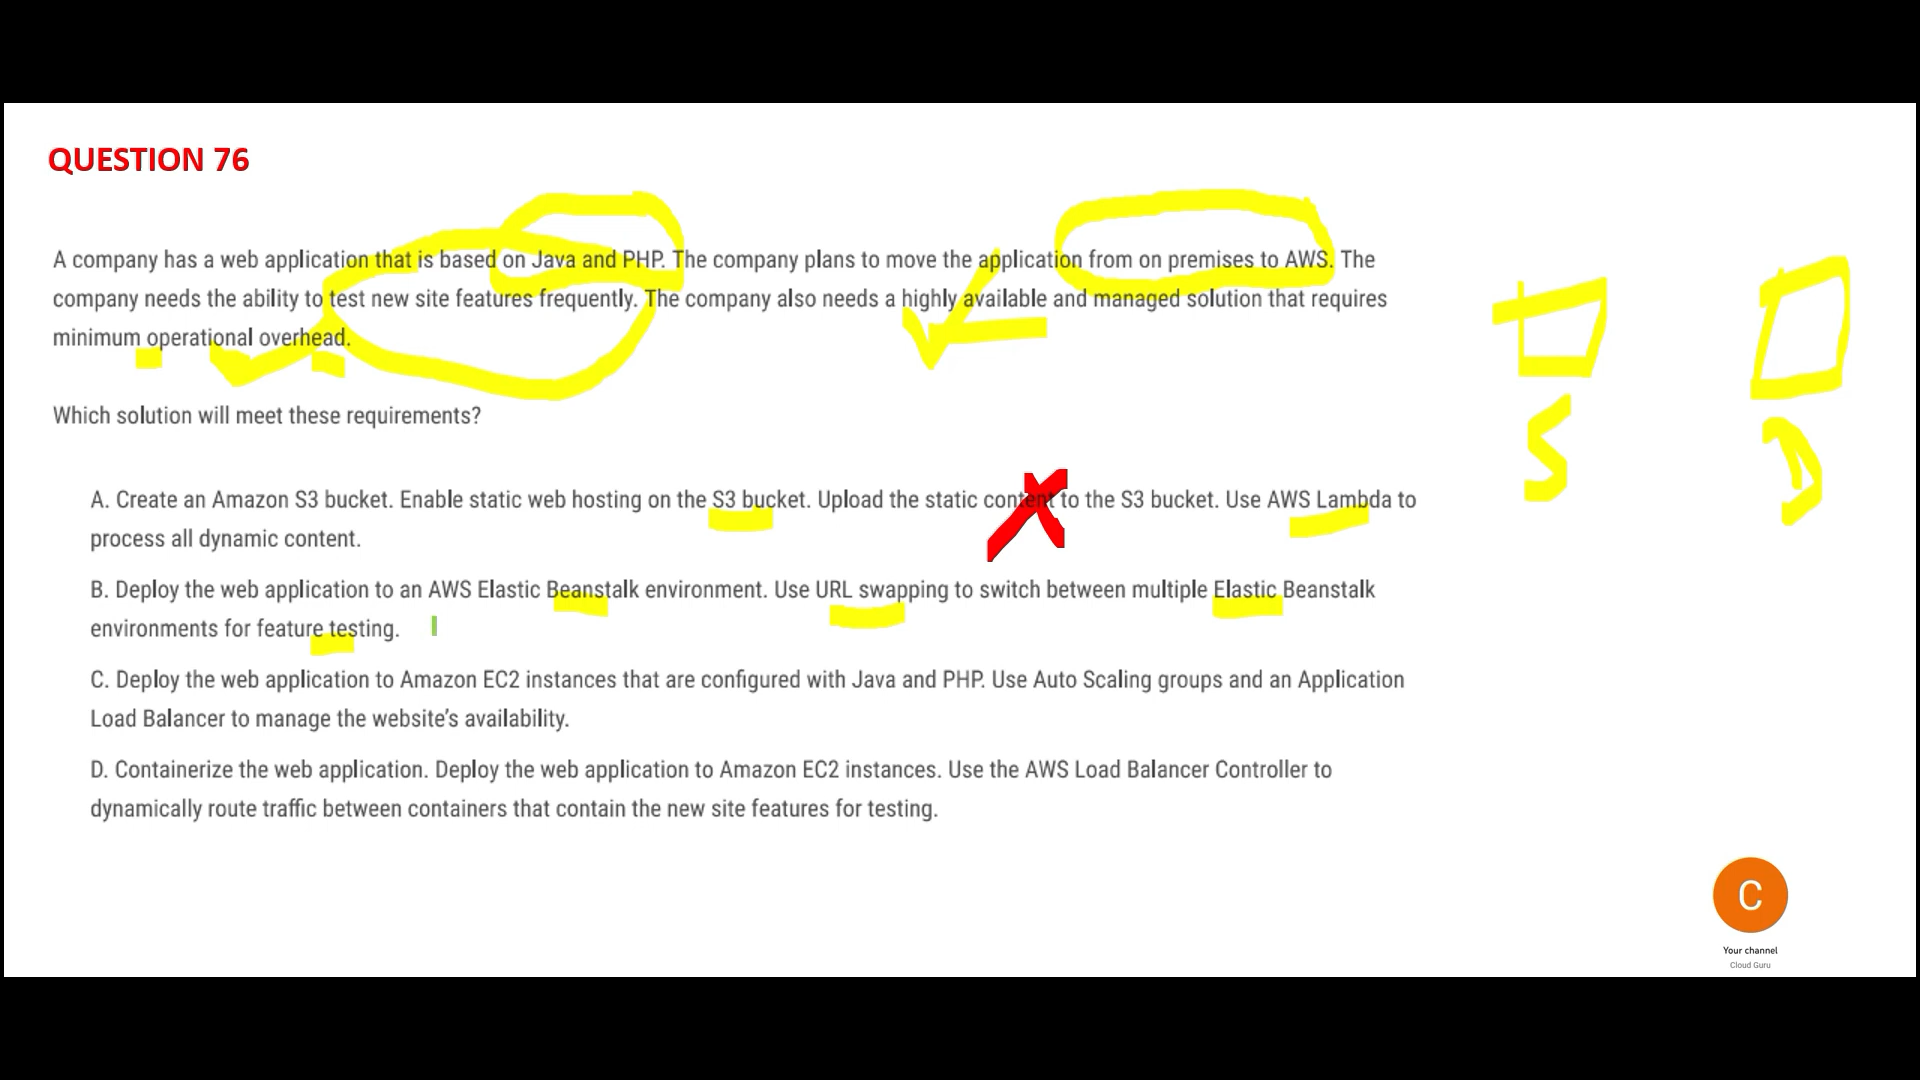 QUESTION 76
A company has a web application that is based on Java and PHP. The company plans to move the application from on premises to AWS. The
company needs the ability to test new site features frequently. The company also needs a highly available and managed solution that requires
minimum operational overhead.
Which solution will meet these requirements?
A. Create an Amazon S3 bucket. Enable static web hosting on the S3 bucket. Upload the static content to the S3 bucket. Use AWS Lambda to
process all dynamic content.
B. Deploy the web application to an AWS Elastic Beanstalk environment. Use URL swapping to switch between multiple Elastic Beanstalk
environments for feature testing.
C. Deploy the web application to Amazon EC2 instances that are configured with Java and PHP. Use Auto Scaling groups and an Application
Load Balancer to manage the website's availability.
D. Containerize the web application. Deploy the web application to Amazon EC2 instances. Use the AWS Load Balancer Controller to
dynamically route traffic between containers that contain the new site features for testing.
S D
C
Your channel
Cloud Guru